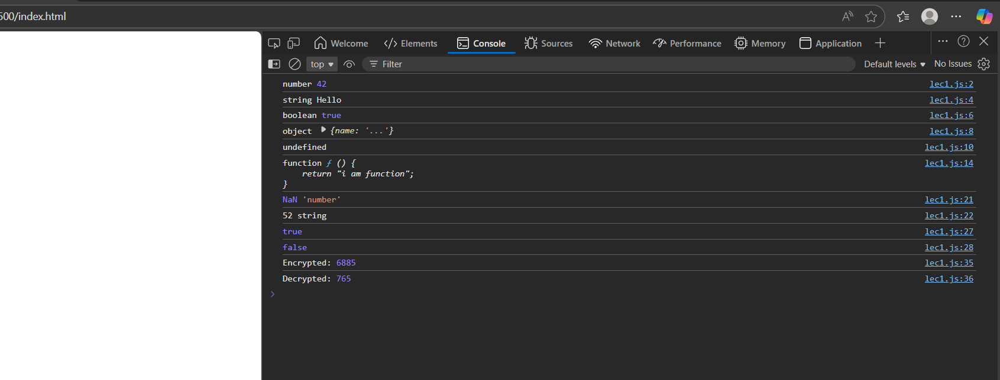 500/index.html
Welcome Elements Console Sources Network Performance Memory Application
top Filter Default levels No Issues
number 42 lec1.js:2
string Hello lec1.js:4
boolean true lec1.js:6
object {name: '...'} lec1.js:8
undefined lec1.js:10
function ƒ () { lec1.js:14
return "i am function";
}
NaN 'number' lec1.js:21
52 string lec1.js:22
true lec1.js:27
false lec1.js:28
Encrypted: 6885 lec1.js:35
Decrypted: 765 lec1.js:36